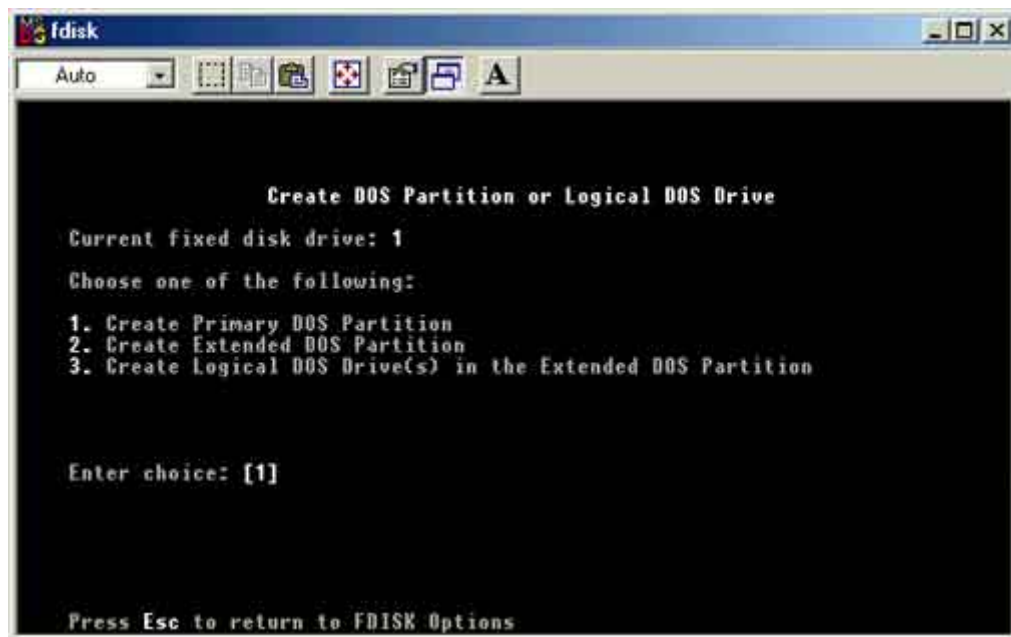 fdisk
Auto
A
Create DOS Partition or Logical DOS Drive
Current fixed disk drive: 1
Choose one of the following:
1. Create Primary DOS Partition
2. Create Extended DOS Partition
3. Create Logical DOS Drive(s) in the Extended DOS Partition
Enter choice: [1]
Press Esc to return to FDISK Options